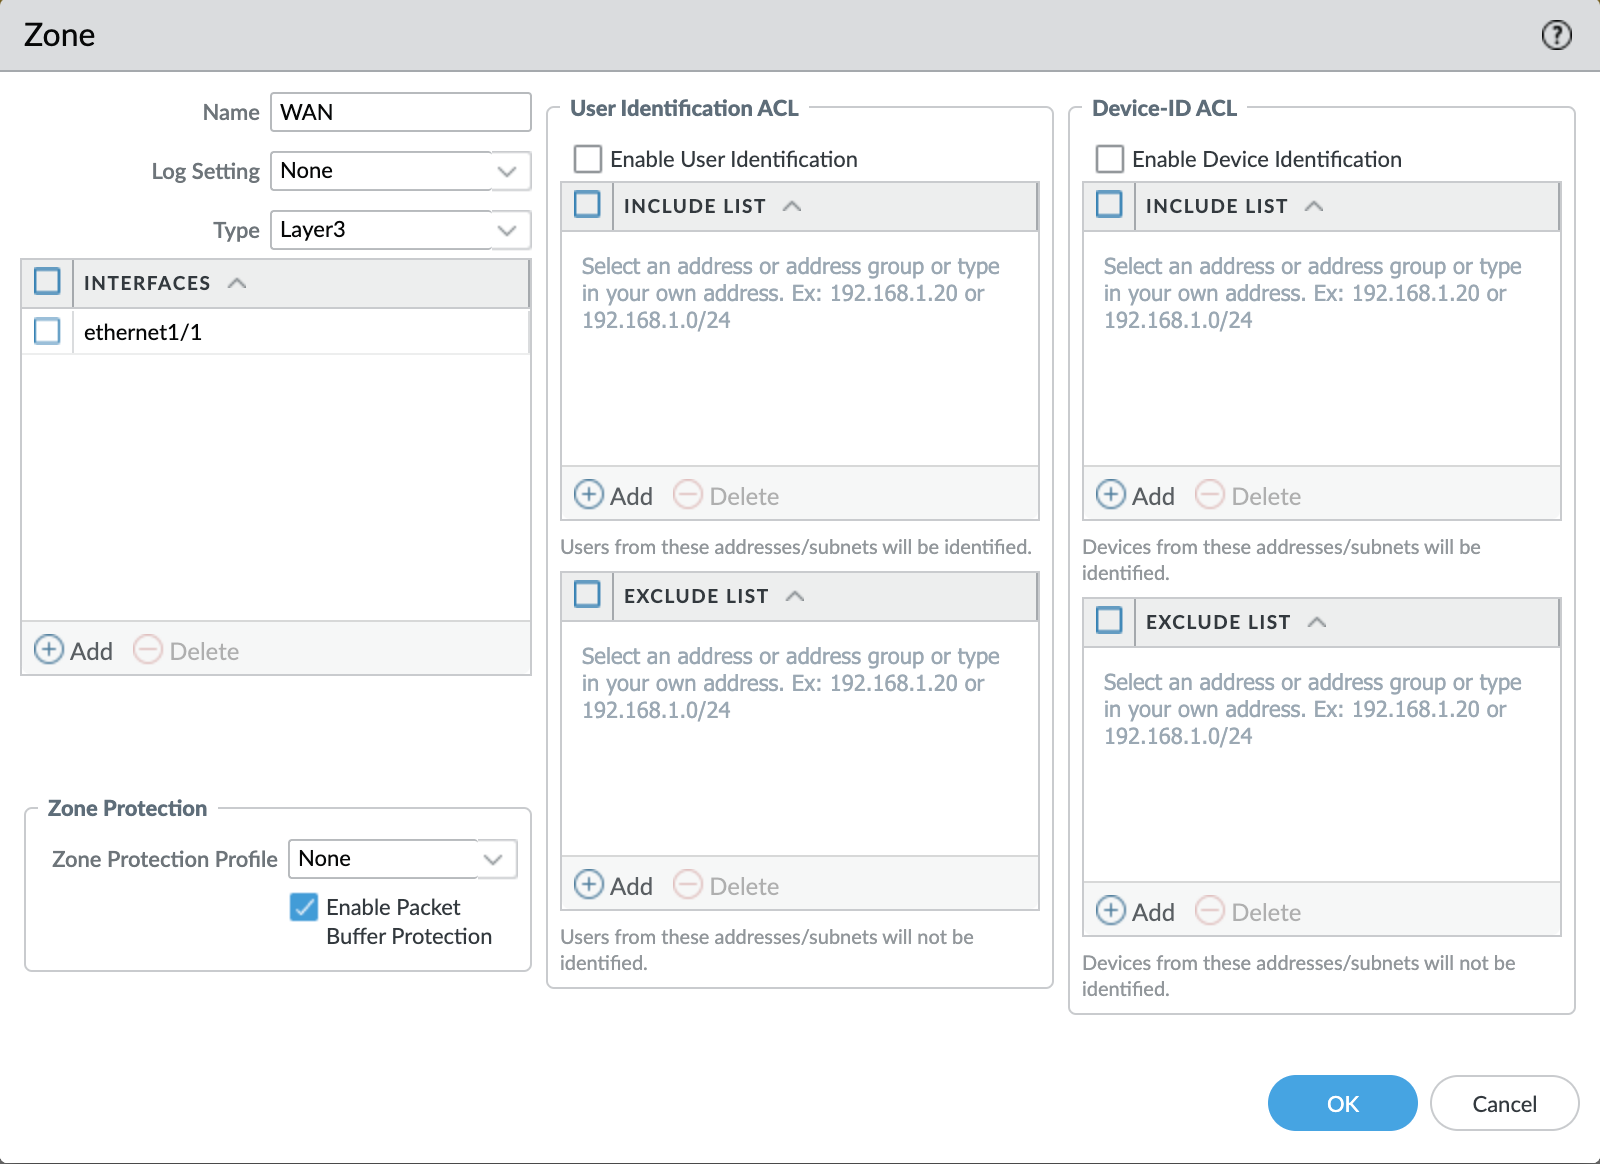 Zone
?
Name WAN
Log Setting None
Type Layer3
INTERFACES
ethernet1/1
Add Delete
Zone Protection
Zone Protection Profile None
Enable Packet
Buffer Protection
User Identification ACL
Enable User Identification
INCLUDE LIST
Select an address or address group or type
in your own address. Ex: 192.168.1.20 or
192.168.1.0/24
Add Delete
Users from these addresses/subnets will be identified.
EXCLUDE LIST
Select an address or address group or type
in your own address. Ex: 192.168.1.20 or
192.168.1.0/24
Add Delete
Users from these addresses/subnets will not be
identified.
Device-ID ACL
Enable Device Identification
INCLUDE LIST
Select an address or address group or type
in your own address. Ex: 192.168.1.20 or
192.168.1.0/24
Add Delete
Devices from these addresses/subnets will be
identified.
EXCLUDE LIST
Select an address or address group or type
in your own address. Ex: 192.168.1.20 or
192.168.1.0/24
Add Delete
Devices from these addresses/subnets will not be
identified.
OK Cancel